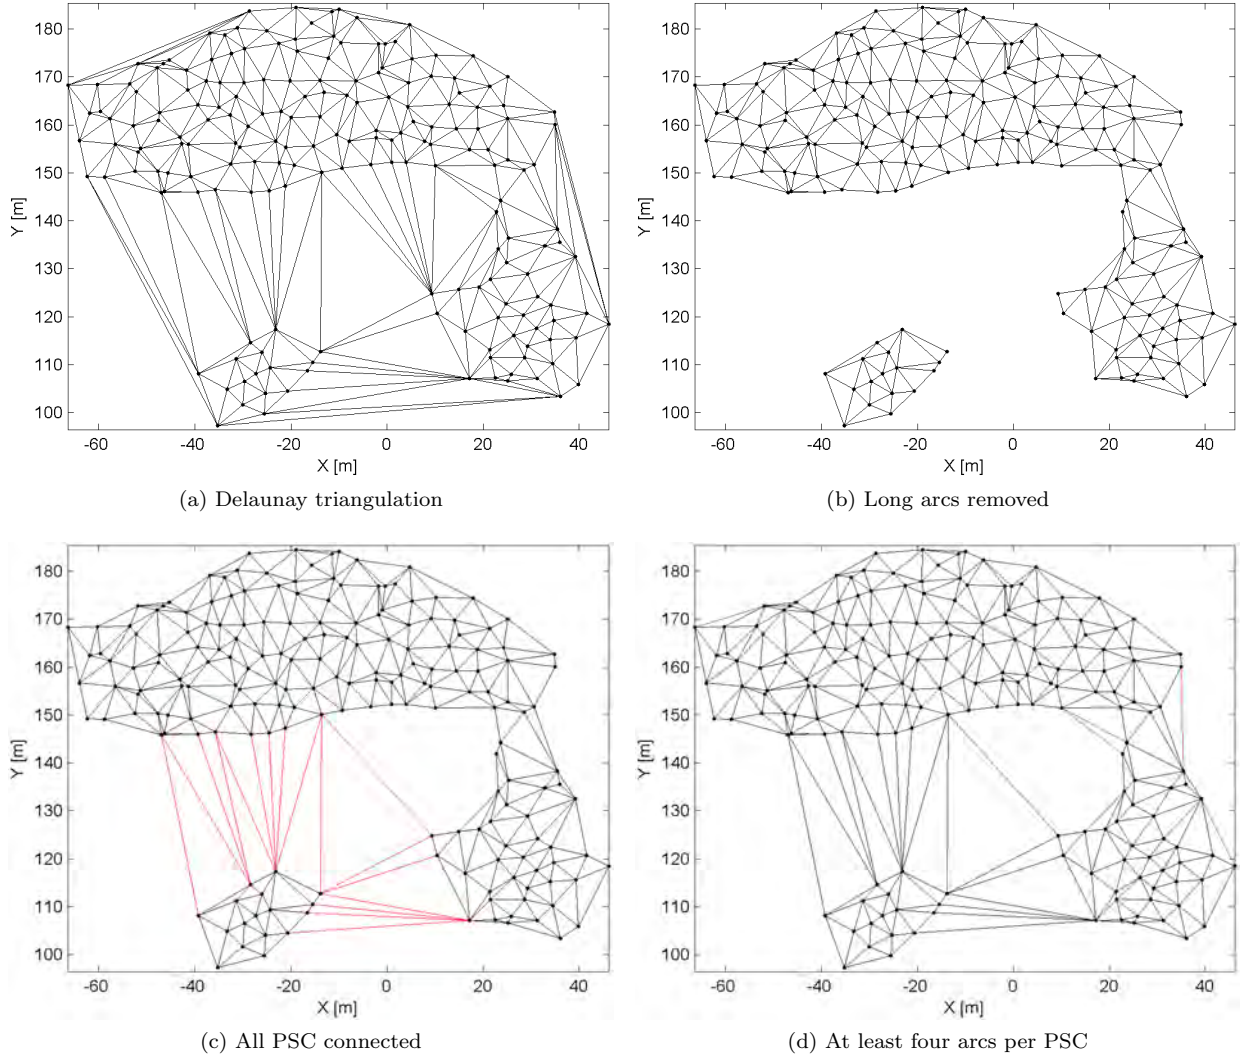 180
170
160
150
140
130
120
110
100
Y [m]
-60 -40 -20 0 20 40
X [m]
(a) Delaunay triangulation
180
170
160
150
140
130
120
110
100
Y [m]
-60 -40 -20 0 20 40
X [m]
(b) Long arcs removed
180
170
160
150
140
130
120
110
100
Y [m]
-60 -40 -20 0 20 40
X [m]
(c) All PSC connected
180
170
160
150
140
130
120
110
100
Y [m]
-60 -40 -20 0 20 40
X [m]
(d) At least four arcs per PSC